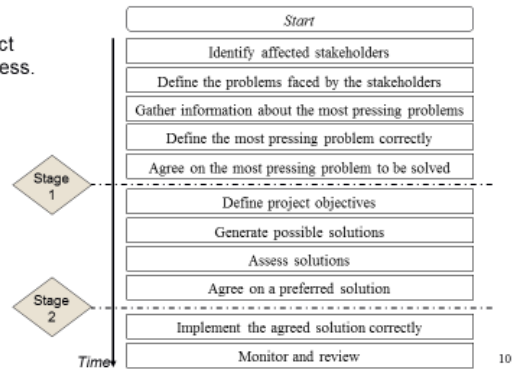 Start
ess.
Identify affected stakeholders
Define the problems faced by the stakeholders
Gather information about the most pressing problems
Define the most pressing problem correctly
Agree on the most pressing problem to be solved
Stage
1
Define project objectives
Generate possible solutions
Assess solutions
Agree on a preferred solution
Stage
2
Implement the agreed solution correctly
Monitor and review
Time
10